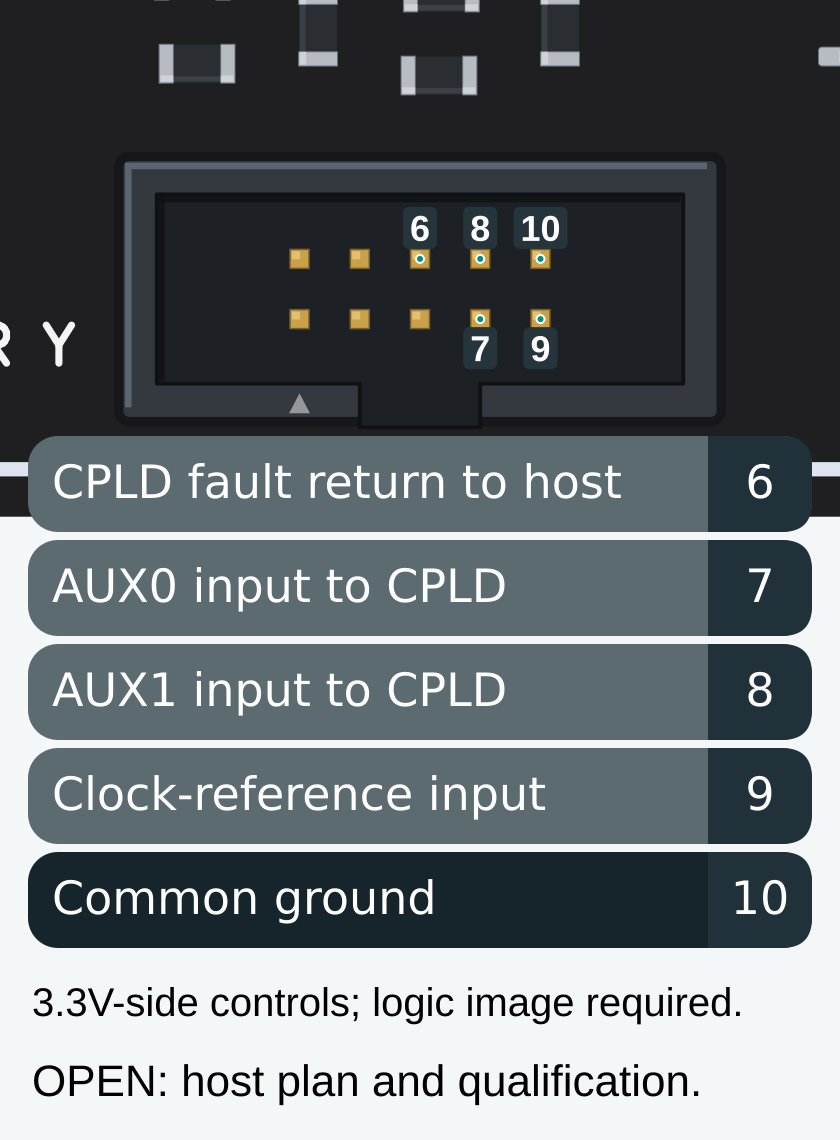 6 8 10
R Y
7 9
CPLD fault return to host 6
AUX0 input to CPLD 7
AUX1 input to CPLD 8
Clock-reference input 9
Common ground 10
3.3V-side controls; logic image required.
OPEN: host plan and qualification.